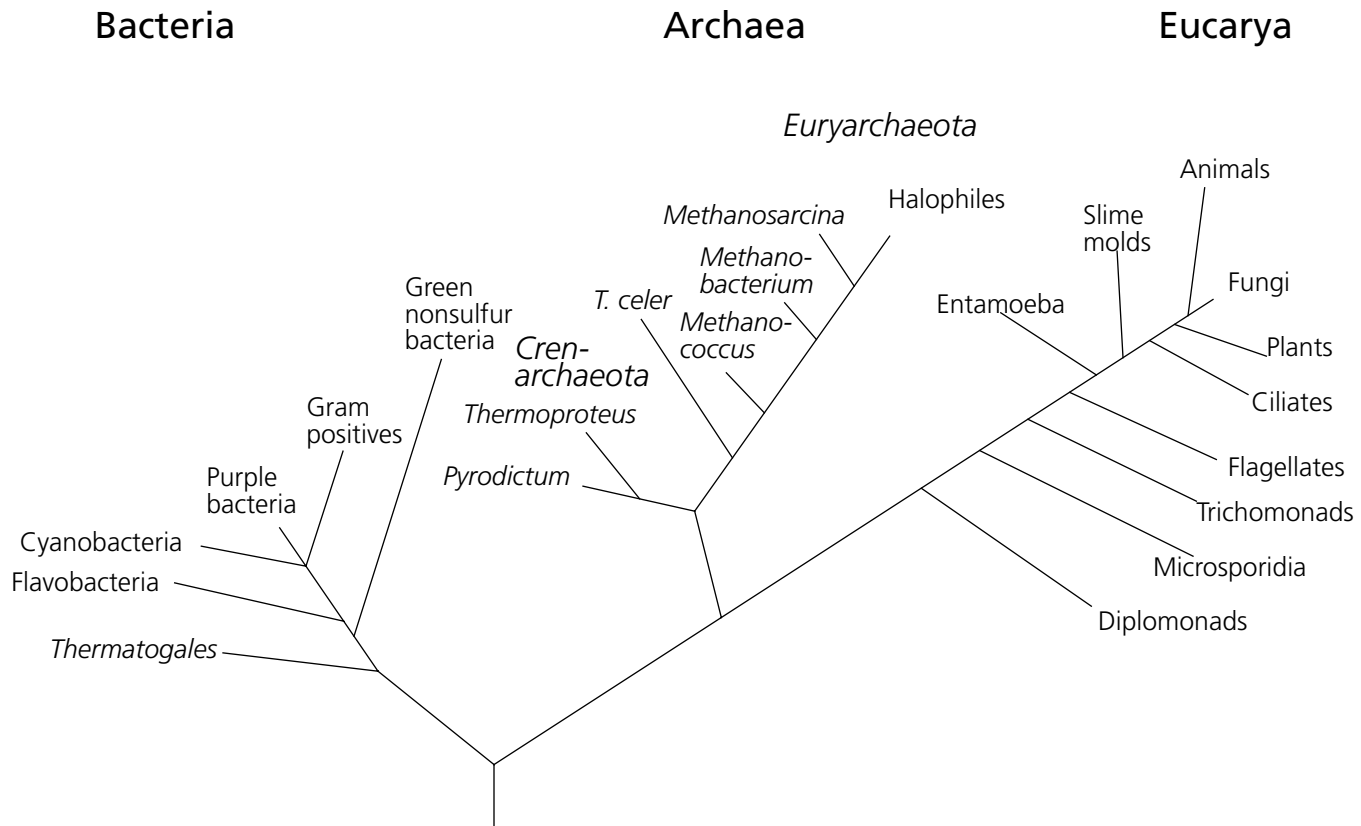 Bacteria
Archaea
Eucarya
Euryarchaeota
Animals
Halophiles
Methanosarcina
Slime
molds
Methano-
bacterium
Green
nonsulfur
bacteria
T. celer
Entamoeba
Fungi
Methano-
coccus
Cren-
archaeota
Plants
Ciliates
Gram
positives
Thermoproteus
Purple
bacteria
Pyrodictum
Flagellates
Trichomonads
Cyanobacteria
Flavobacteria
Microsporidia
Diplomonads
Thermatogales